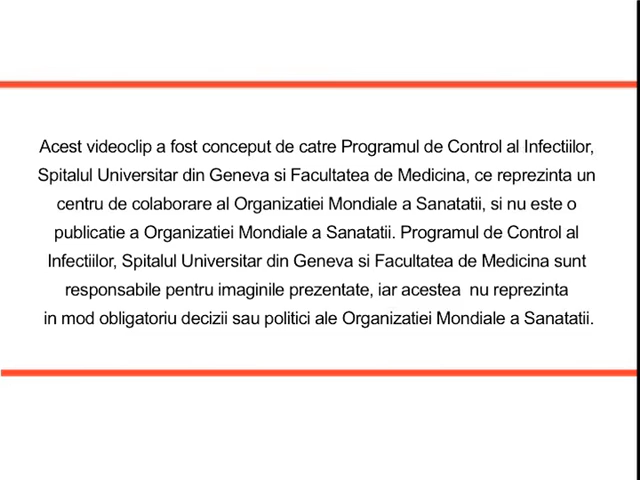 Acest videoclip a fost conceput de catre Programul de Control al Infectiilor,
Spitalul Universitar din Geneva si Facultatea de Medicina, ce reprezinta un
centru de colaborare al Organizatiei Mondiale a Sanatatii, si nu este o
publicatie a Organizatiei Mondiale a Sanatatii. Programul de Control al
Infectiilor, Spitalul Universitar din Geneva si Facultatea de Medicina sunt
responsabile pentru imaginile prezentate, iar acestea  nu reprezinta
in mod obligatoriu decizii sau politici ale Organizatiei Mondiale a Sanatatii.